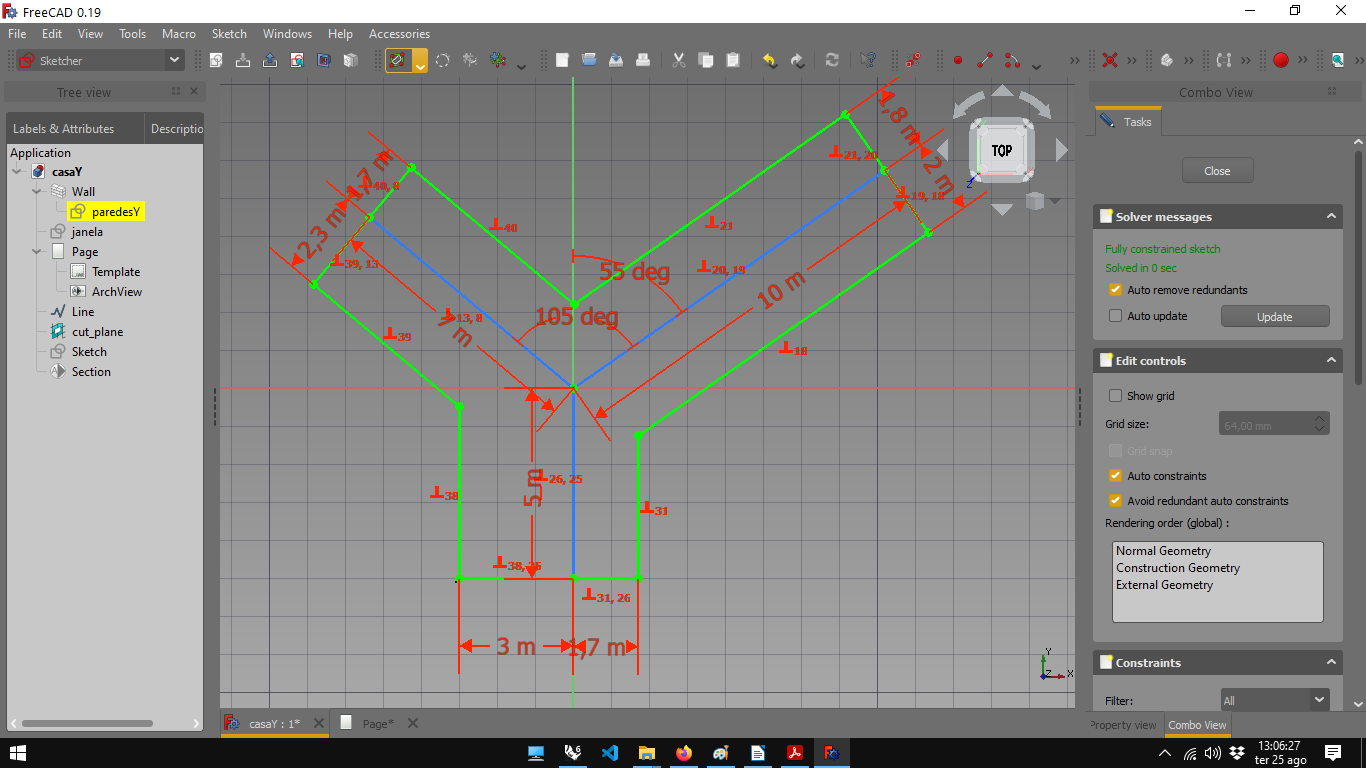 FreeCAD 0.19
File Edit View Tools Macro Sketch Windows Help Accessories
Sketcher
Tree view
Labels & Attributes Descriptio
Application
casaY
Wall
paredesY
janela
Page
Template
ArchView
Line
cut_plane
Sketch
Section
1,8 m
2 m
21, 20
19, 18
1,7 m
40, 8
2,3 m
39, 13
40
21
20, 19
55 deg
105 deg
10 m
13, 8
7 m
39
18
5 m
26, 25
38
31
38, 25
31, 26
3 m
1,7 m
TOP
Z
Y
Z
X
casaY : 1*
Page*
Combo View
Tasks
Close
Solver messages
Fully constrained sketch
Solved in 0 sec
Auto remove redundants
Auto update
Update
Edit controls
Show grid
Grid size:
64,00 mm
Grid snap
Auto constraints
Avoid redundant auto constraints
Rendering order (global) :
Normal Geometry
Construction Geometry
External Geometry
Constraints
Filter:
All
Property view
Combo View
13:06:27
ter 25 ago